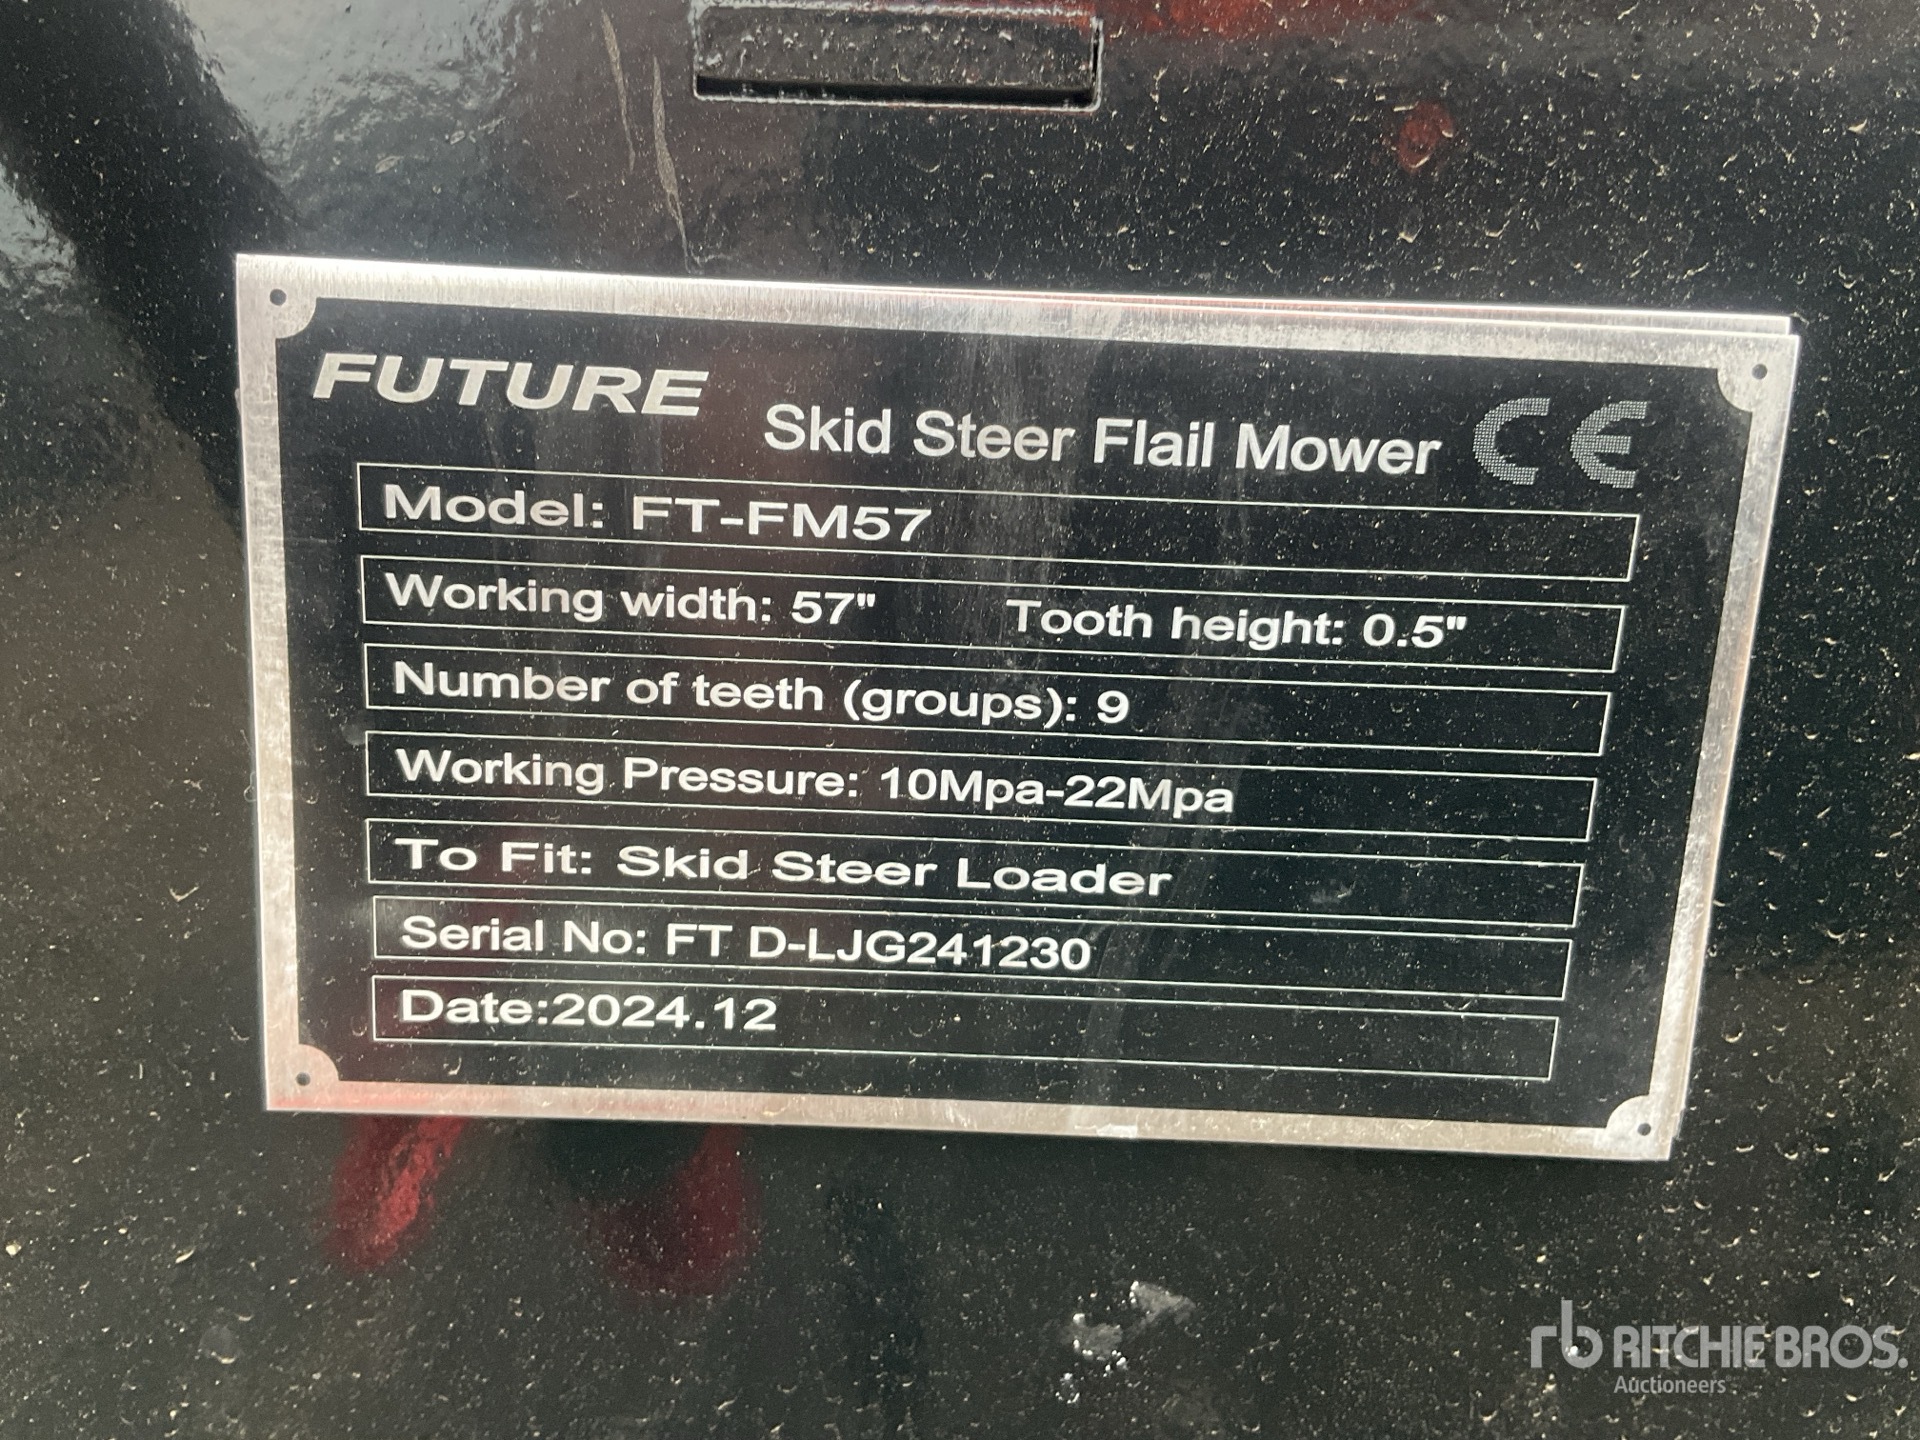 FUTURE
Skid Steer Flail Mower CE
Model: FT-FM57
Working width: 57" Tooth height: 0.5"
Number of teeth (groups): 9
Working Pressure: 10Mpa-22Mpa
To Fit: Skid Steer Loader
Serial No: FT D-LJG241230
Date:2024.12
rb RITCHIE BROS.
Auctioneers